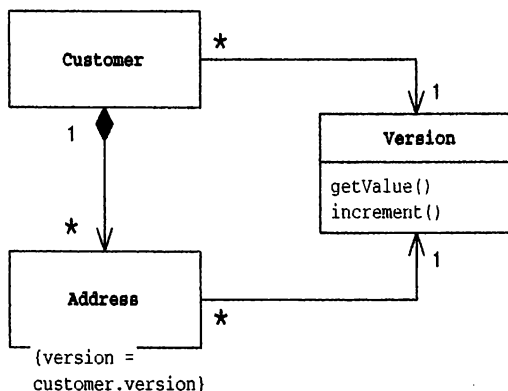 Customer
*
1
1
Version
getValue()
increment()
*
1
Address
*
{version =
customer.version}